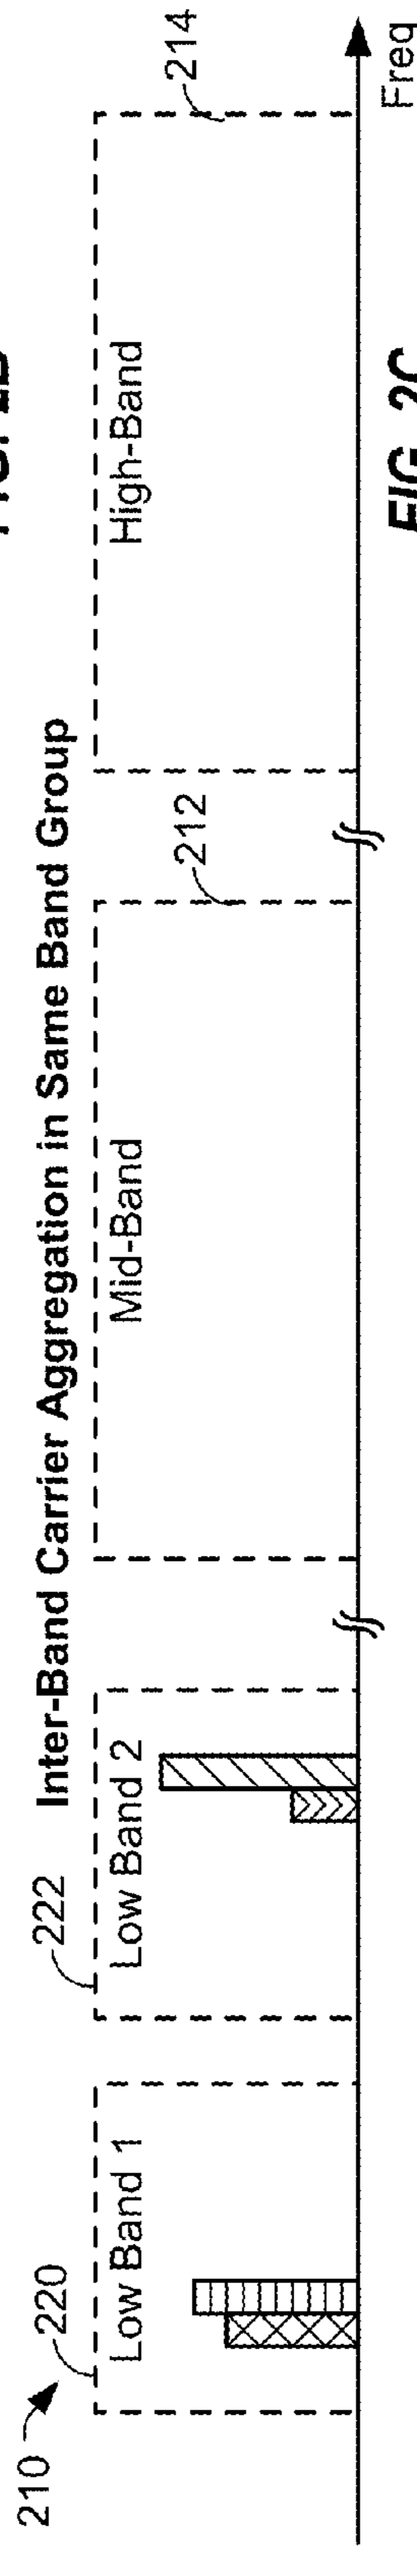 Inter-Band Carrier Aggregation in Same Band Group
210
220
222
212
214
Low Band 1
Low Band 2
Mid-Band
High-Band
Freq
FIG. 2C